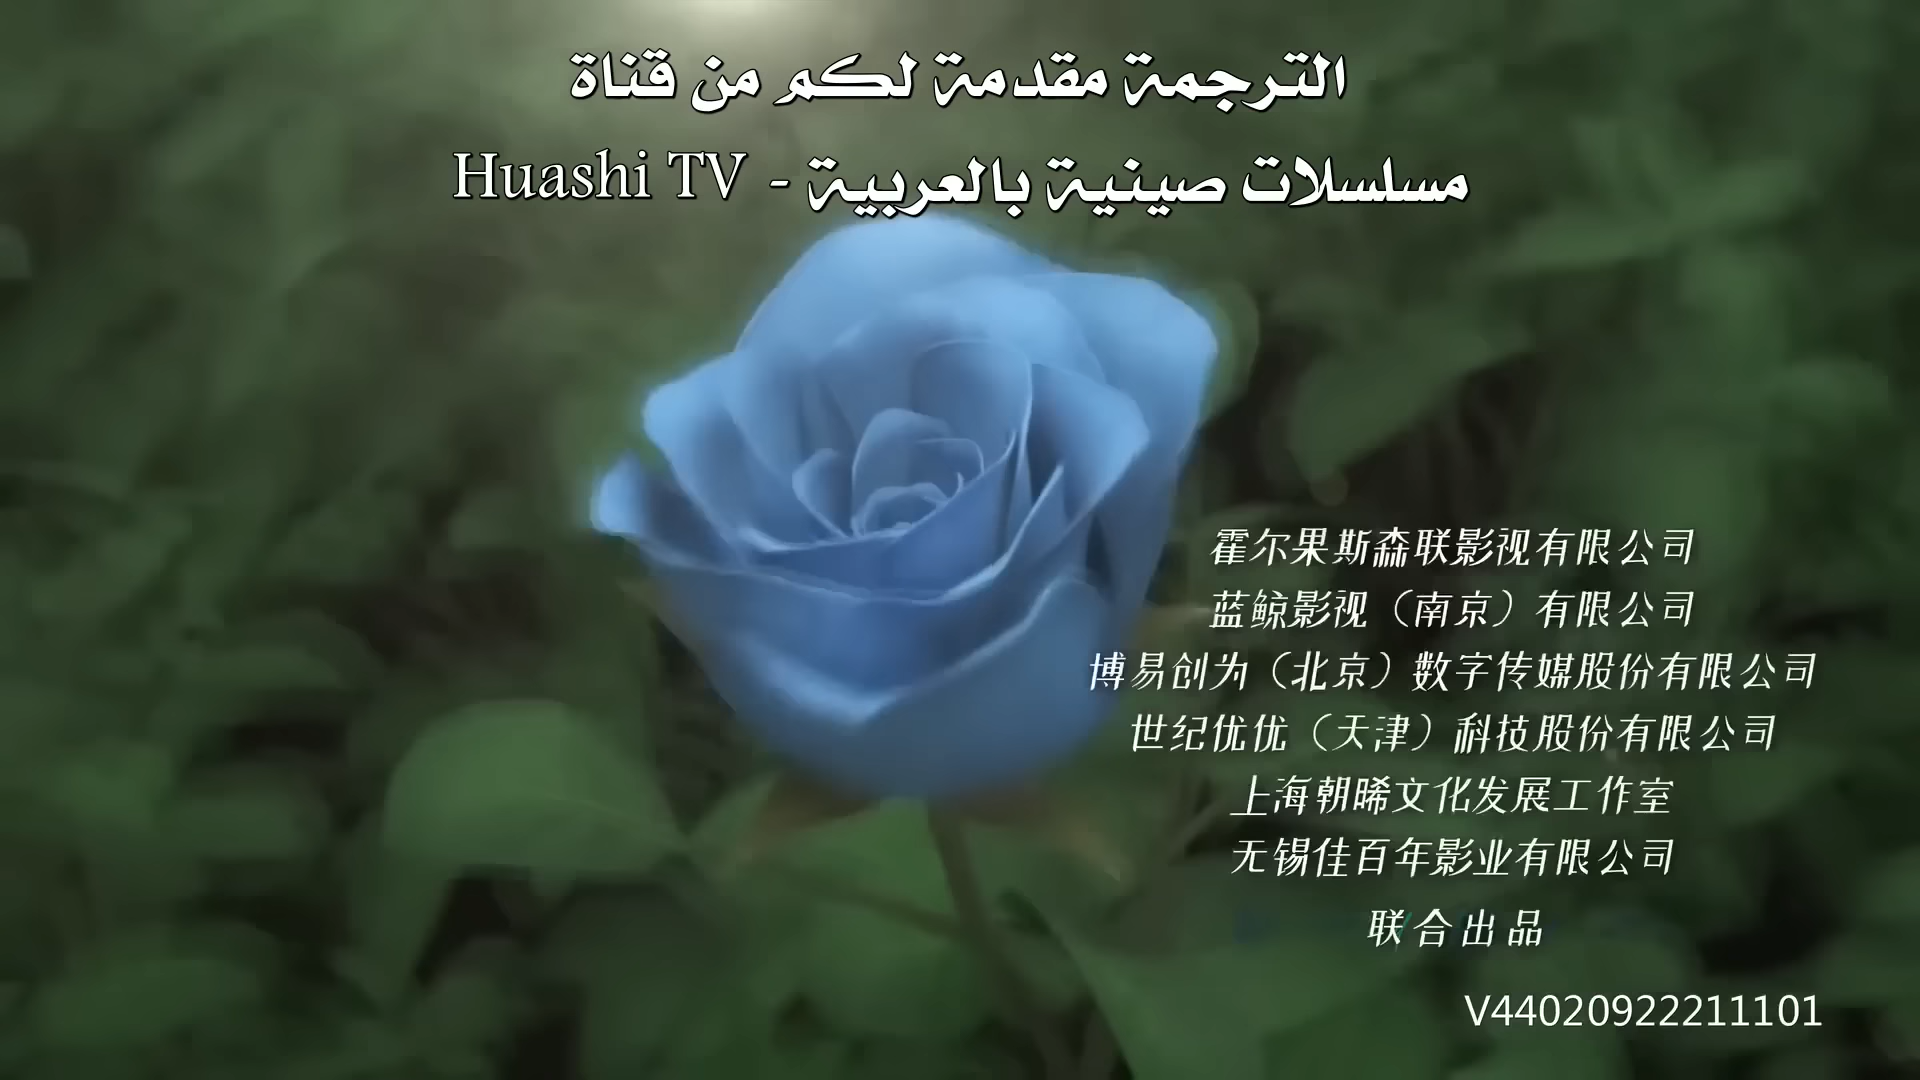 الترجمة مقدمة لكم من قناة
مسلسلات صينية بالعربية - Huashi TV
霍尔果斯森联影视有限公司
蓝鲸影视（南京）有限公司
博易创为（北京）数字传媒股份有限公司
世纪优优（天津）科技股份有限公司
上海朝晞文化发展工作室
无锡佳百年影业有限公司
联合出品
V44020922211101